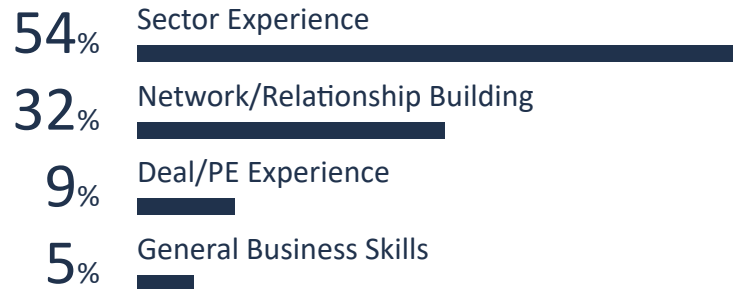 54% Sector Experience
32% Network/Relationship Building
9% Deal/PE Experience
5% General Business Skills